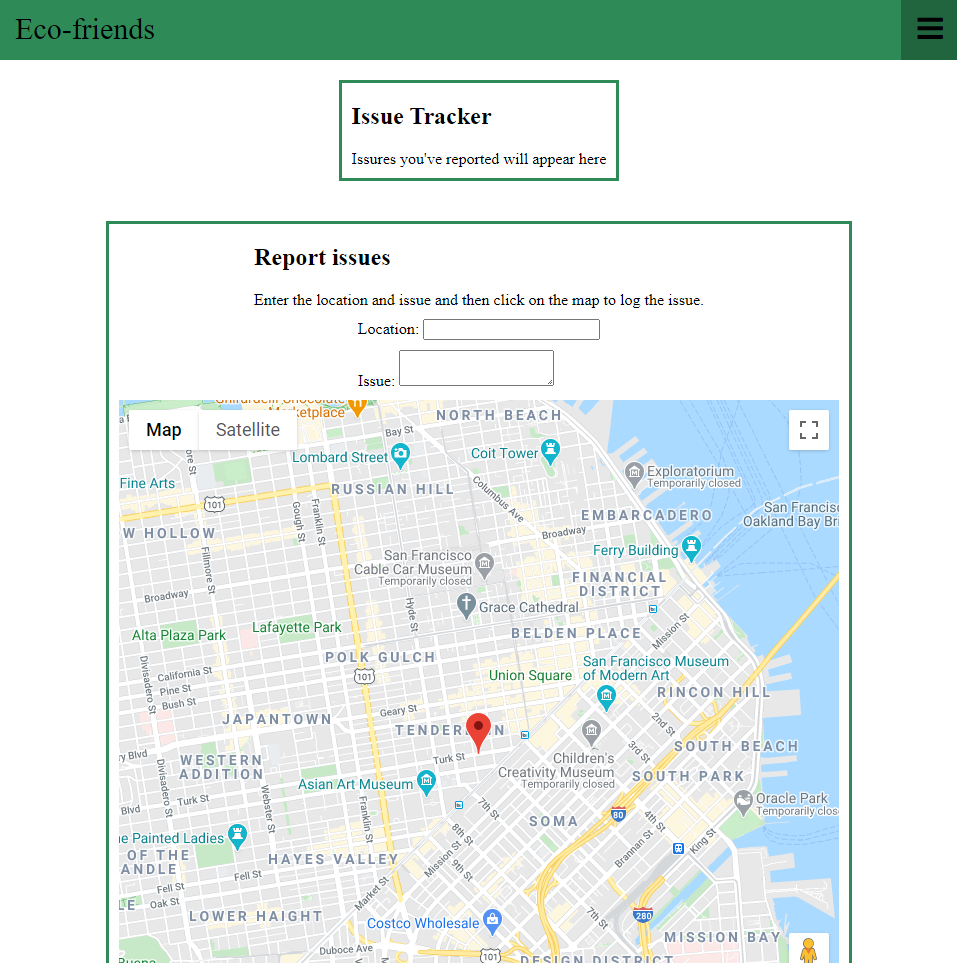 Eco-friends
Issue Tracker
Issures you've reported will appear here
Report issues
Enter the location and issue and then click on the map to log the issue.
Location:
Issue:
Ghirardelli Chocolate
Marketplace
NORTH BEACH
Map
Satellite
Bay St
Lombard Street
Coit Tower
Exploratorium
Temporarily closed
Fine Arts
RUSSIAN HILL
Columbus Ave
101
Gough St
Franklin St
EMBARCADERO
San Francisc
Oakland Bay Bri
W HOLLOW
Broadway
Fillmore St
San Francisco
Cable Car Museum
Temporarily closed
Ferry Building
FINANCIAL
DISTRICT
Broadway
Hyde St
Grace Cathedral
Alta Plaza Park
Lafayette Park
BELDEN PLACE
Mission St
POLK GULCH
San Francisco Museum
of Modern Art
Divisadero St
California St
Pine St
Bush St
101
Union Square
RINCON HILL
JAPANTOWN
Geary St
2nd St
3rd St
SOUTH BEACH
ry Blvd
WESTERN
ADDITION
Turk St
Children's
Creativity Museum
Temporarily closed
SOUTH PARK
Asian Art Museum
Divisadero St
Webster St
Turk St
Franklin St
7th St
Oracle Park
Temporarily clos
Blvd
80
4th St
SOMA
8th St
King St
Brannan St
e Painted Ladies
OF THE
ANDLE
HAYES VALLEY
Mission St
9th St
Fell St
Fell St
Market St
Oak St
LE
LOWER HAIGHT
Costco Wholesale
7th St
280
MISSION BAY
Duboce Ave
101
DESIGN DISTRICT
Buena